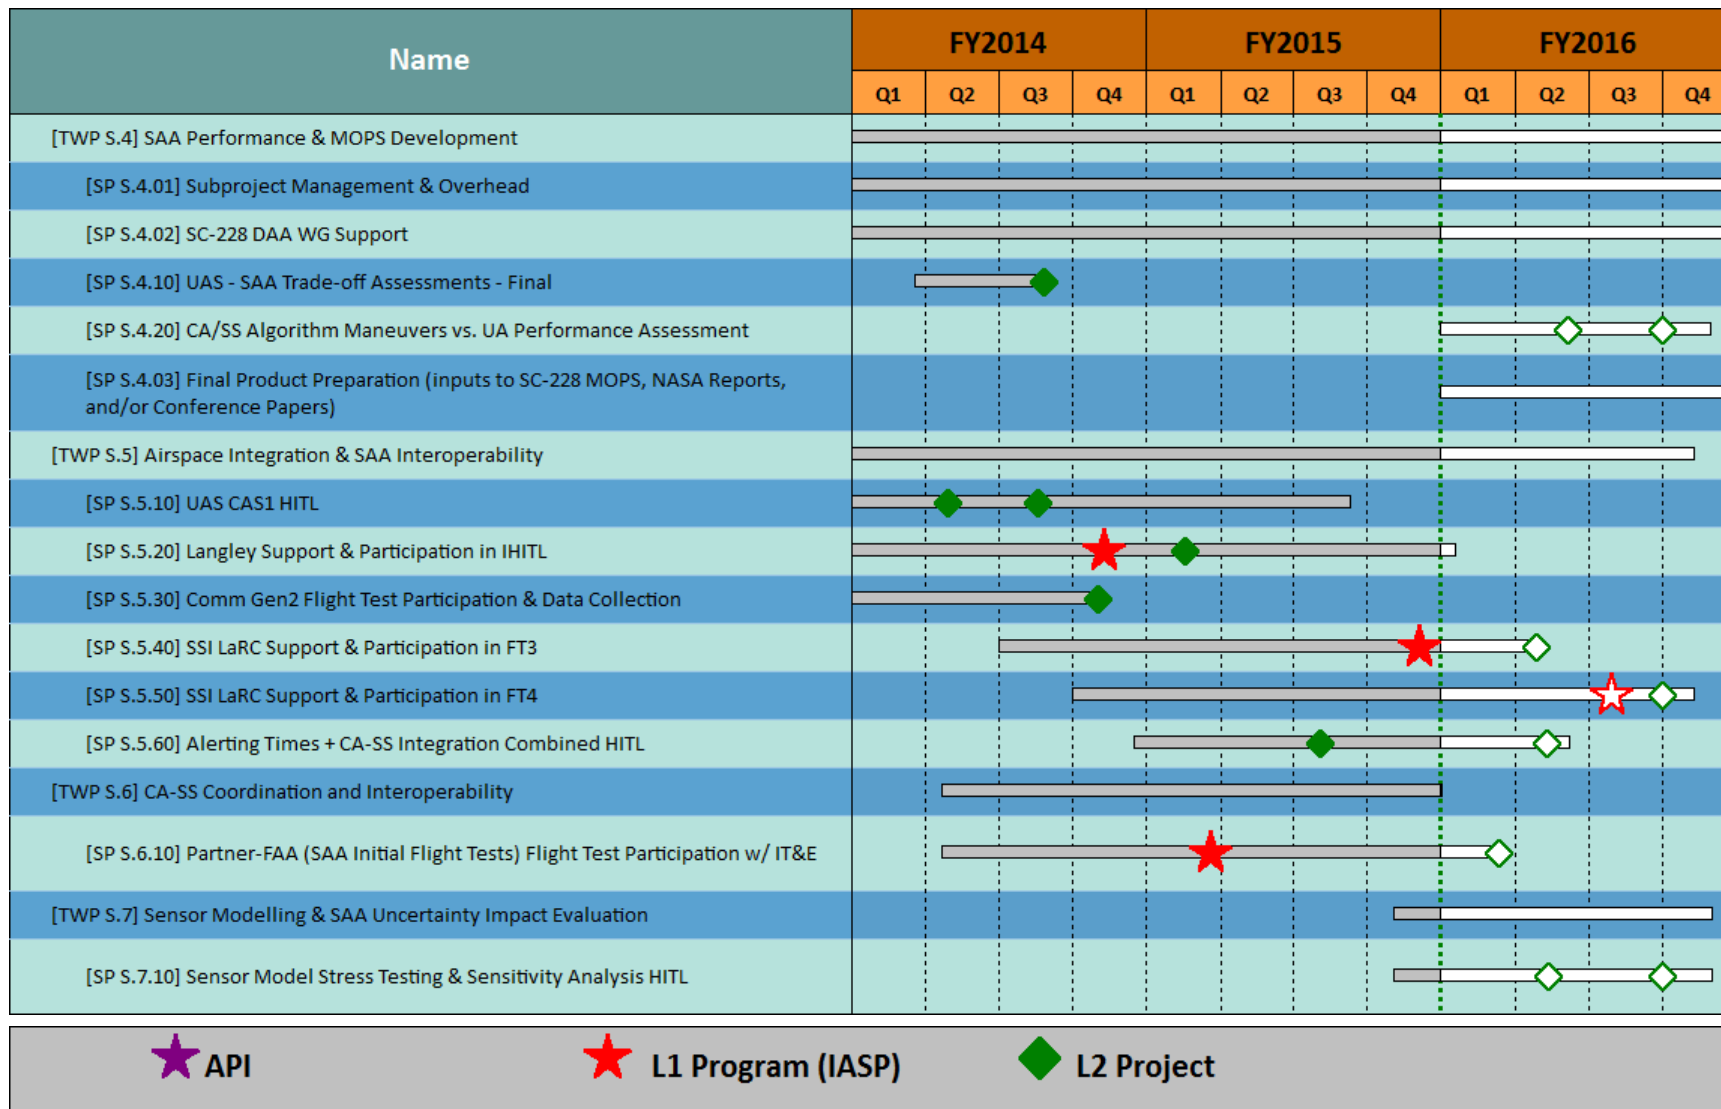 Name
FY2014 FY2015 FY2016
Q1 Q2 Q3 Q4 Q1 Q2 Q3 Q4 Q1 Q2 Q3 Q4
[TWP S.4] SAA Performance & MOPS Development
[SP S.4.01] Subproject Management & Overhead
[SP S.4.02] SC-228 DAA WG Support
[SP S.4.10] UAS - SAA Trade-off Assessments - Final
[SP S.4.20] CA/SS Algorithm Maneuvers vs. UA Performance Assessment
[SP S.4.03] Final Product Preparation (inputs to SC-228 MOPS, NASA Reports,
and/or Conference Papers)
[TWP S.5] Airspace Integration & SAA Interoperability
[SP S.5.10] UAS CAS1 HITL
[SP S.5.20] Langley Support & Participation in IHITL
[SP S.5.30] Comm Gen2 Flight Test Participation & Data Collection
[SP S.5.40] SSI LaRC Support & Participation in FT3
[SP S.5.50] SSI LaRC Support & Participation in FT4
[SP S.5.60] Alerting Times + CA-SS Integration Combined HITL
[TWP S.6] CA-SS Coordination and Interoperability
[SP S.6.10] Partner-FAA (SAA Initial Flight Tests) Flight Test Participation w/ IT&E
[TWP S.7] Sensor Modelling & SAA Uncertainty Impact Evaluation
[SP S.7.10] Sensor Model Stress Testing & Sensitivity Analysis HITL
API L1 Program (IASP) L2 Project